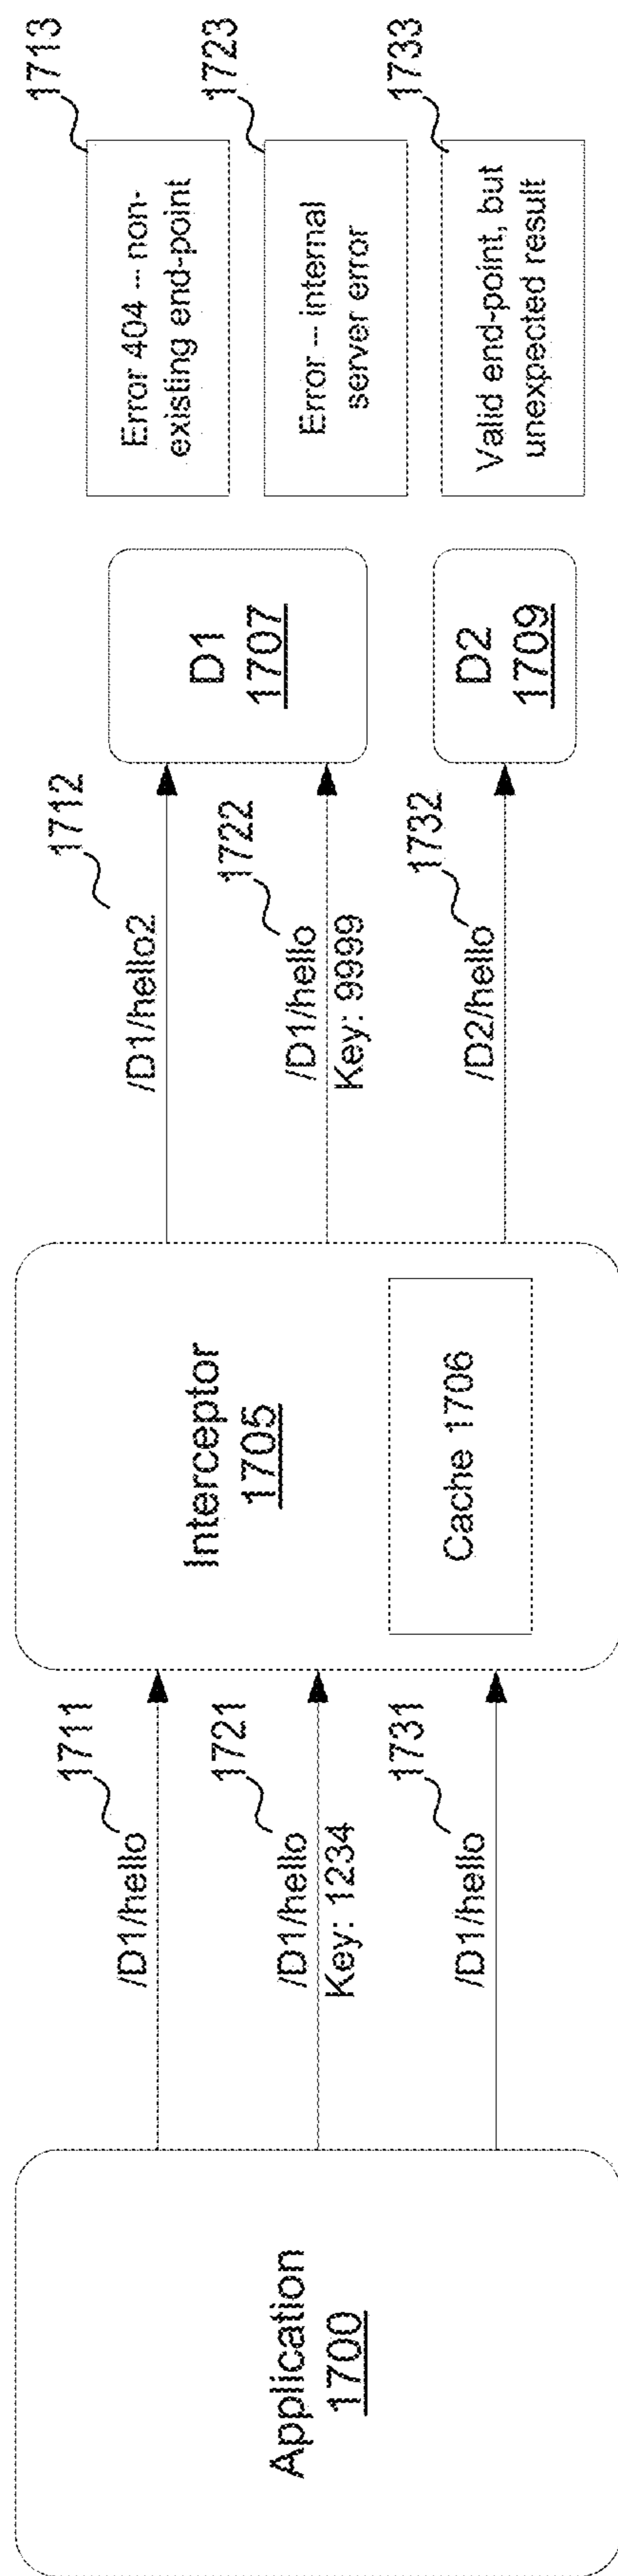 Application
1700
/D1/hello
1711
/D1/hello
Key: 1234
1721
/D1/hello
1731
Interceptor
1705
Cache 1706
/D1/hello2
1712
/D1/hello
Key: 9999
1722
/D2/hello
1732
D1
1707
D2
1709
Error 404 -- non-
existing end-point
1713
Error -- internal
server error
1723
Valid end-point, but
unexpected result
1733